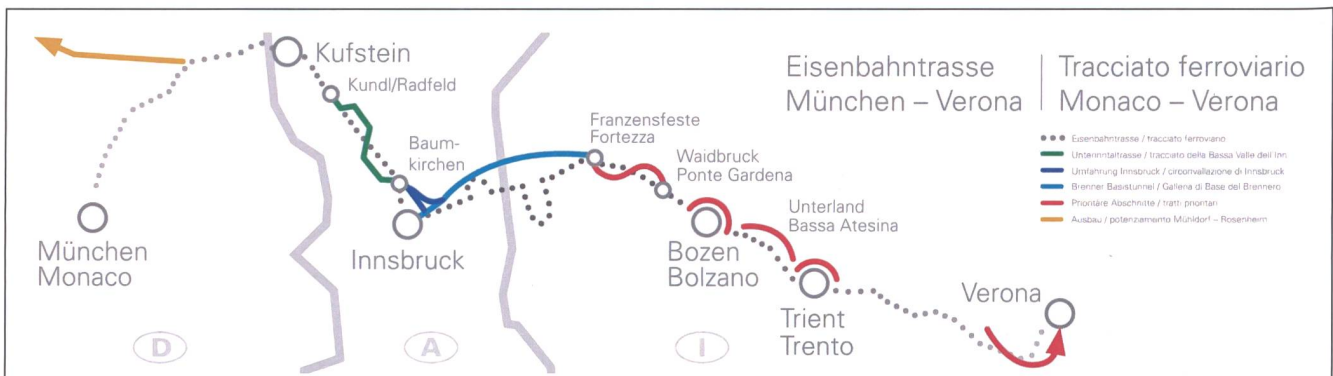 Kufstein
Kundl/Radfeld
Baum-
kirchen
Innsbruck
München
Monaco
Franzensfeste
Fortezza
Waidbruck
Ponte Gardena
Bozen
Bolzano
Unterland
Bassa Atesina
Trient
Trento
Verona
D
A
I
Eisenbahntrasse
München – Verona
Tracciato ferroviario
Monaco – Verona
Eisenbahntrasse / tracciato ferroviario
Unterinntaltrasse / tracciato della Bassa Valle dell Inn
Umfahrung Innsbruck / circonvallazione di Innsbruck
Brenner Basistunnel / Galleria di Base del Brennero
Prioritäre Abschnitte / tratti prioritari
Ausbau / potenziamento Mühldorf – Rosenheim